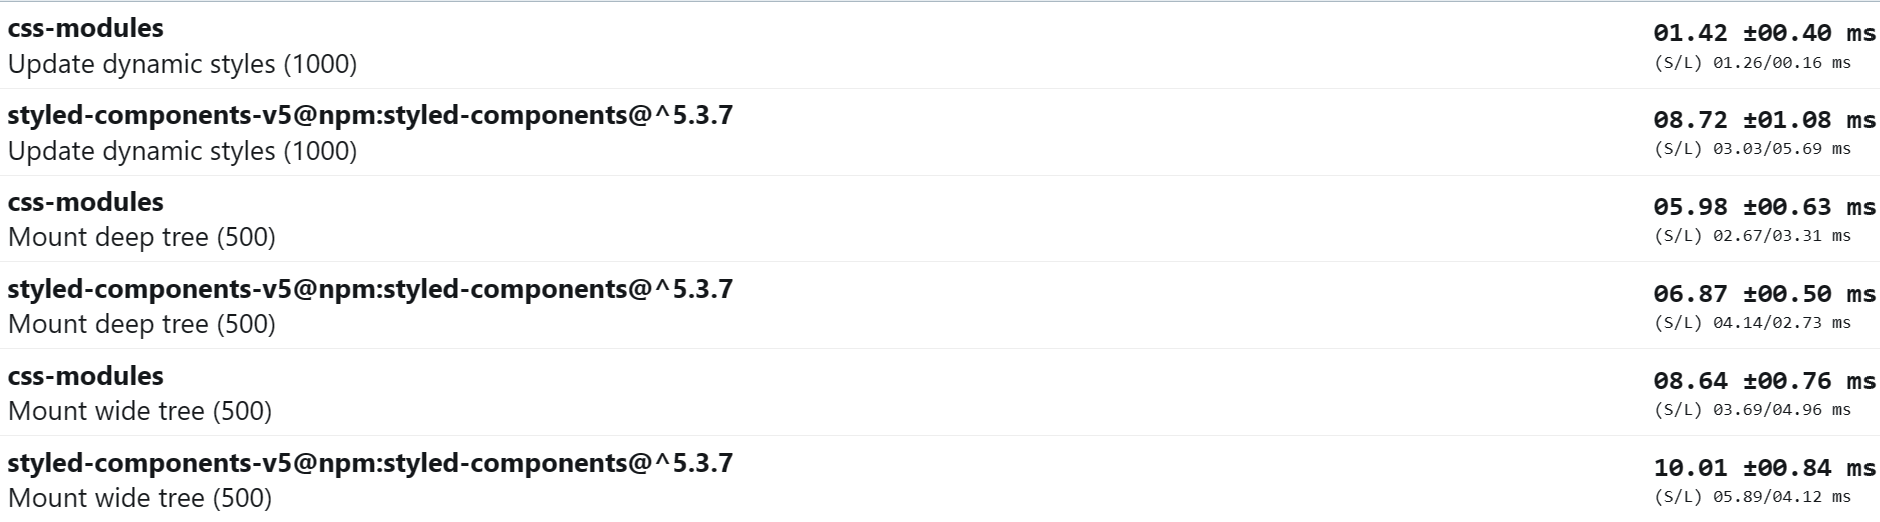 css-modules
01.42 ±00.40 ms
Update dynamic styles (1000)
(S/L) 01.26/00.16 ms
styled-components-v5@npm:styled-components@^5.3.7
08.72 ±01.08 ms
Update dynamic styles (1000)
(S/L) 03.03/05.69 ms
css-modules
05.98 ±00.63 ms
Mount deep tree (500)
(S/L) 02.67/03.31 ms
styled-components-v5@npm:styled-components@^5.3.7
06.87 ±00.50 ms
Mount deep tree (500)
(S/L) 04.14/02.73 ms
css-modules
08.64 ±00.76 ms
Mount wide tree (500)
(S/L) 03.69/04.96 ms
styled-components-v5@npm:styled-components@^5.3.7
10.01 ±00.84 ms
Mount wide tree (500)
(S/L) 05.89/04.12 ms